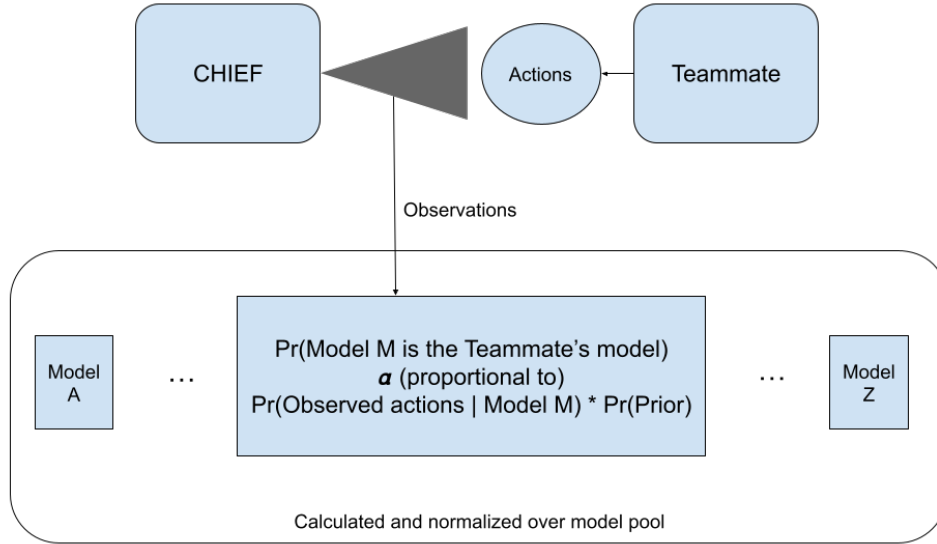 CHIEF
Actions
Teammate
Observations
Pr(Model M is the Teammate's model)
α (proportional to)
Pr(Observed actions | Model M) * Pr(Prior)
Model
A
...
...
Model
Z
Calculated and normalized over model pool